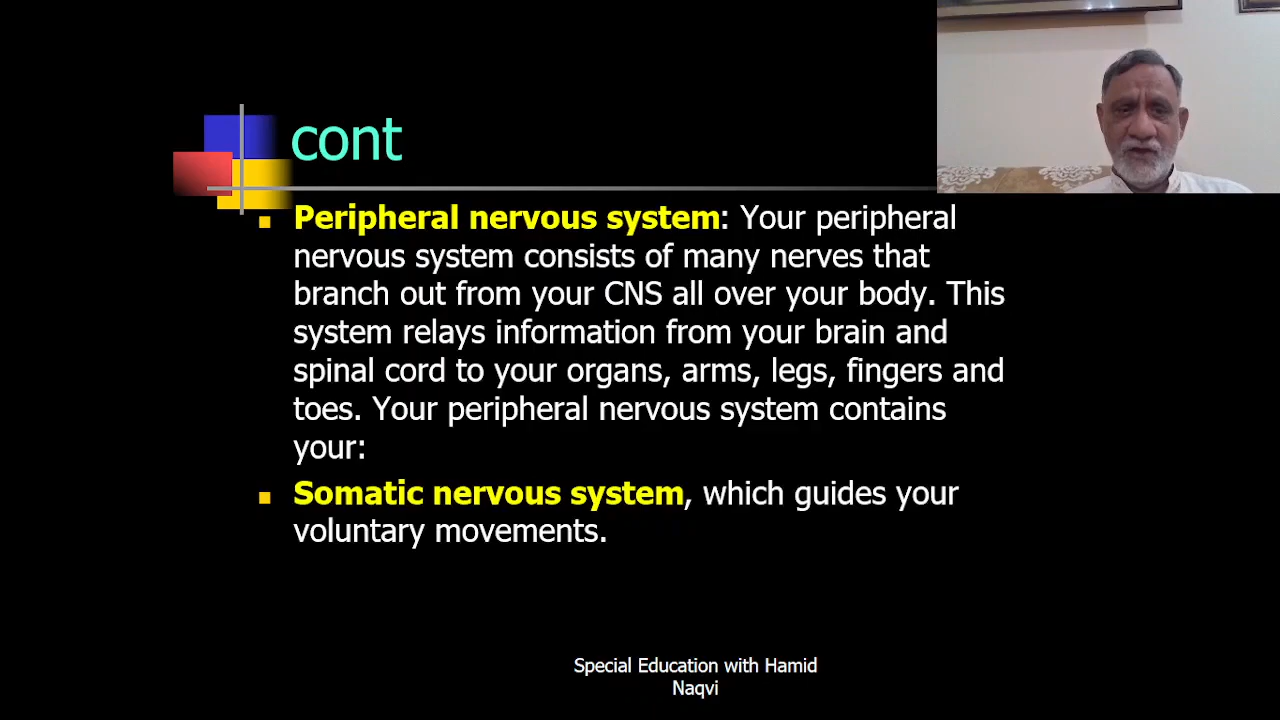 cont
Peripheral nervous system: Your peripheral
nervous system consists of many nerves that
branch out from your CNS all over your body. This
system relays information from your brain and
spinal cord to your organs, arms, legs, fingers and
toes. Your peripheral nervous system contains
your:
Somatic nervous system, which guides your
voluntary movements.
Special Education with Hamid
Naqvi